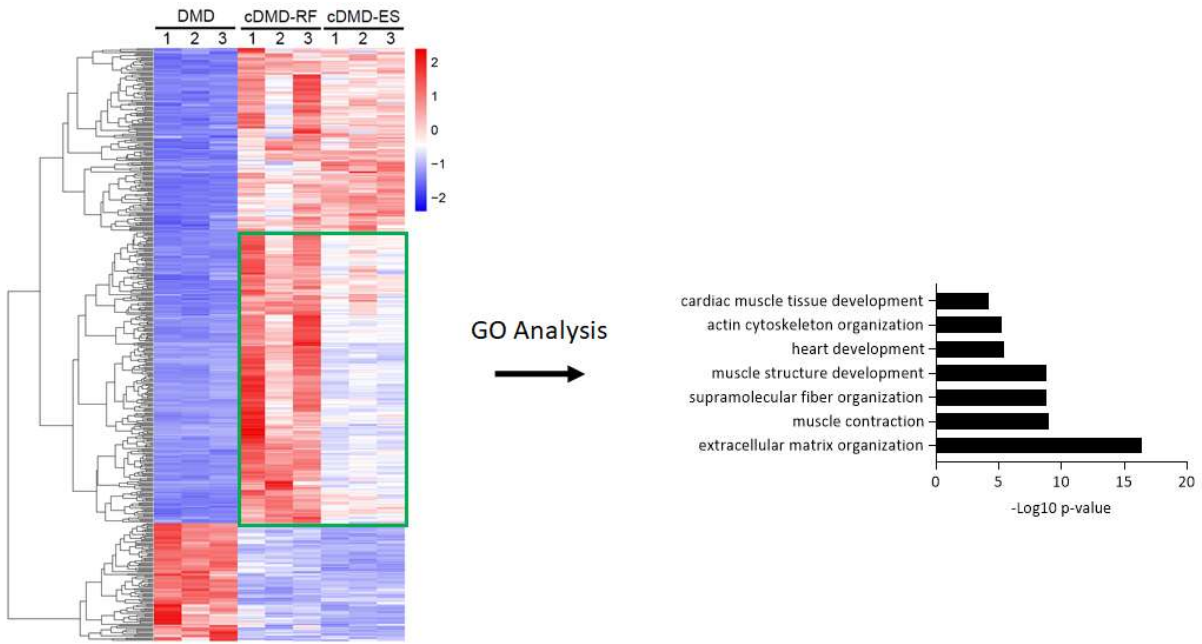 DMD cDMD-RF cDMD-ES
1 2 3 1 2 3 1 2 3
2
1
0
−1
−2
GO Analysis
cardiac muscle tissue development
actin cytoskeleton organization
heart development
muscle structure development
supramolecular fiber organization
muscle contraction
extracellular matrix organization
0 5 10 15 20
-Log10 p-value